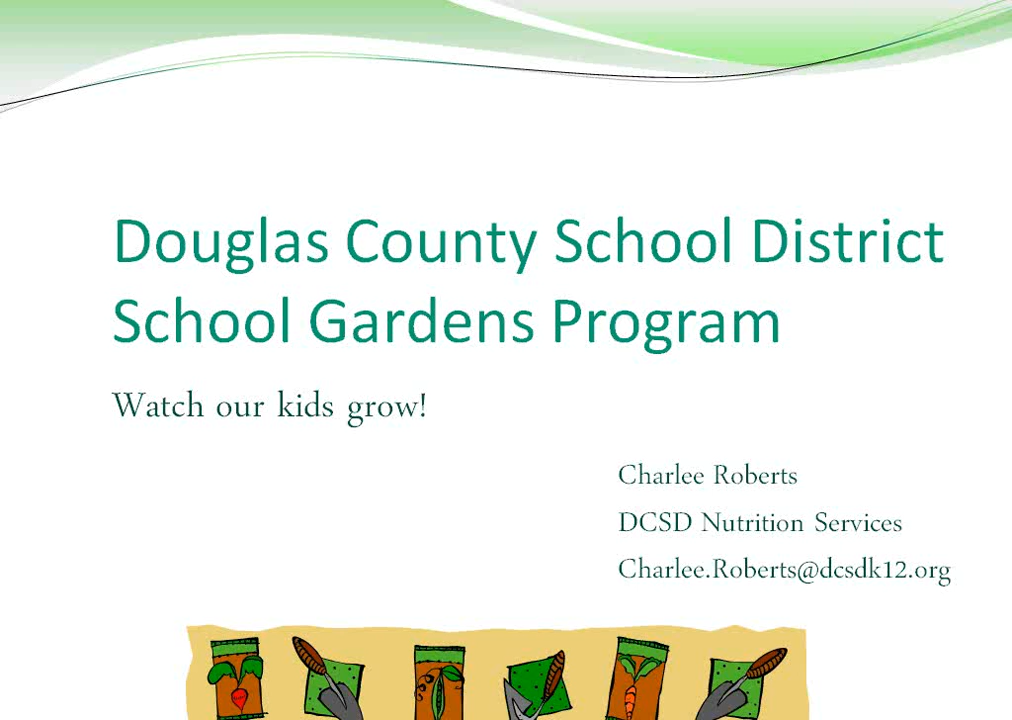 Douglas County School District
School Gardens Program
Watch our kids grow!
Charlee Roberts
DCSD Nutrition Services
Charlee.Roberts@dcsdk12.org